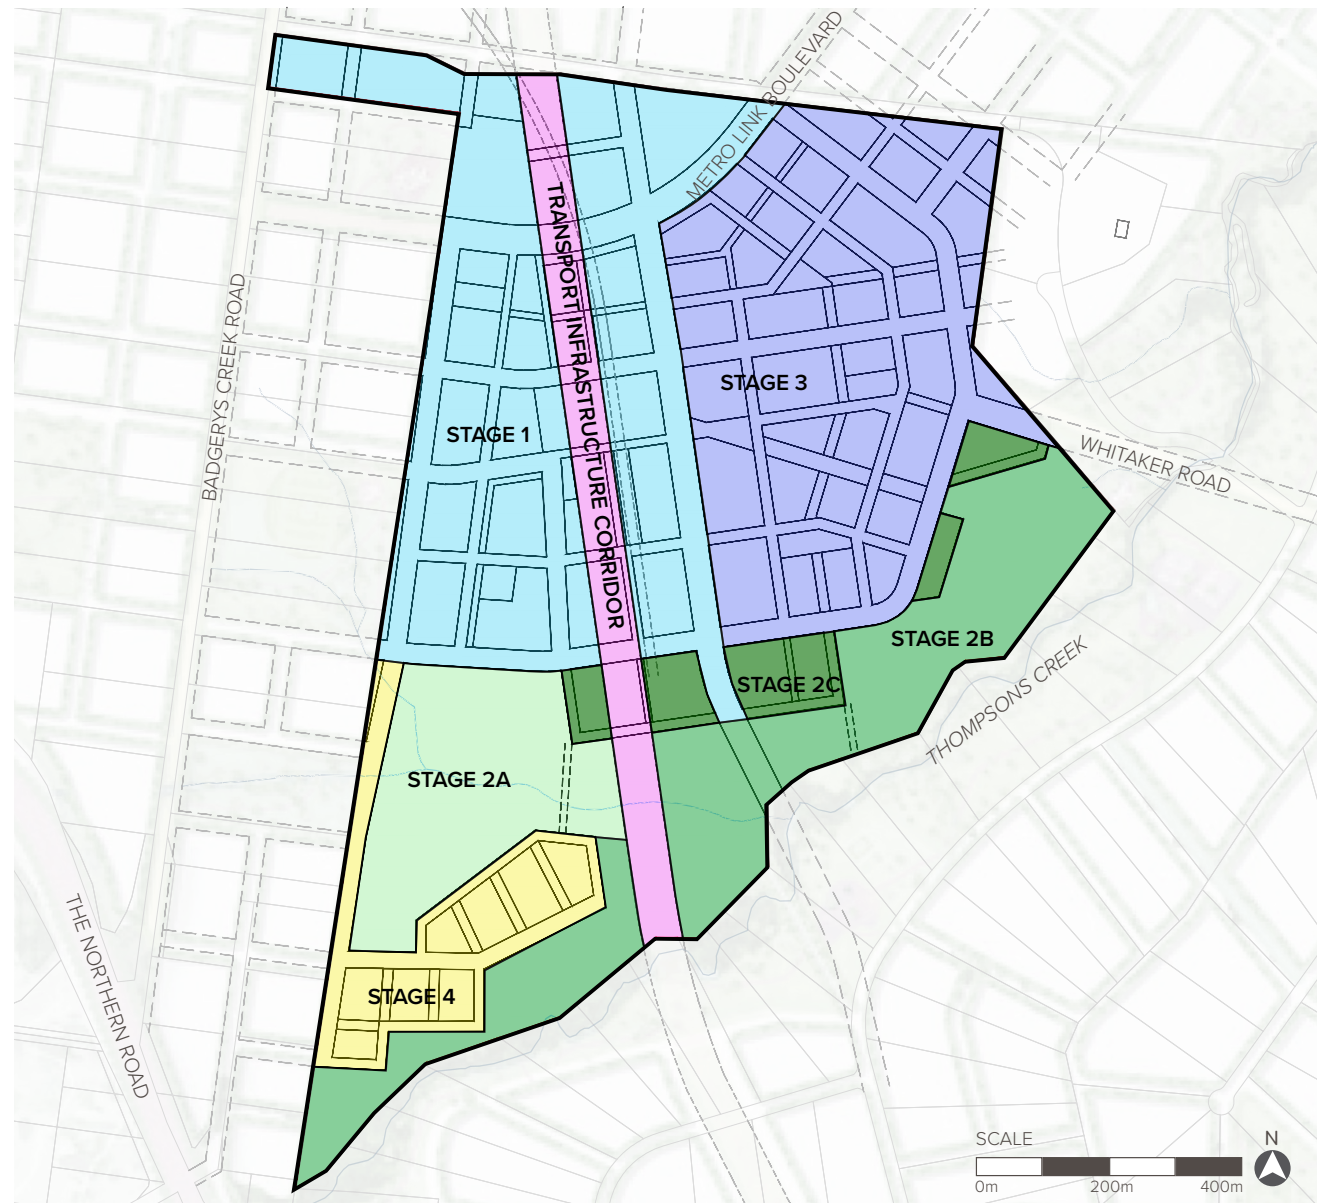 METRO LINK BOULEVARD
TRANSPORT INFRASTRUCTURE CORRIDOR
BADGERYS CREEK ROAD
STAGE 3
STAGE 1
WHITAKER ROAD
STAGE 2B
STAGE 2C
THOMPSONS CREEK
STAGE 2A
THE NORTHERN ROAD
STAGE 4
SCALE
N
0m 200m 400m